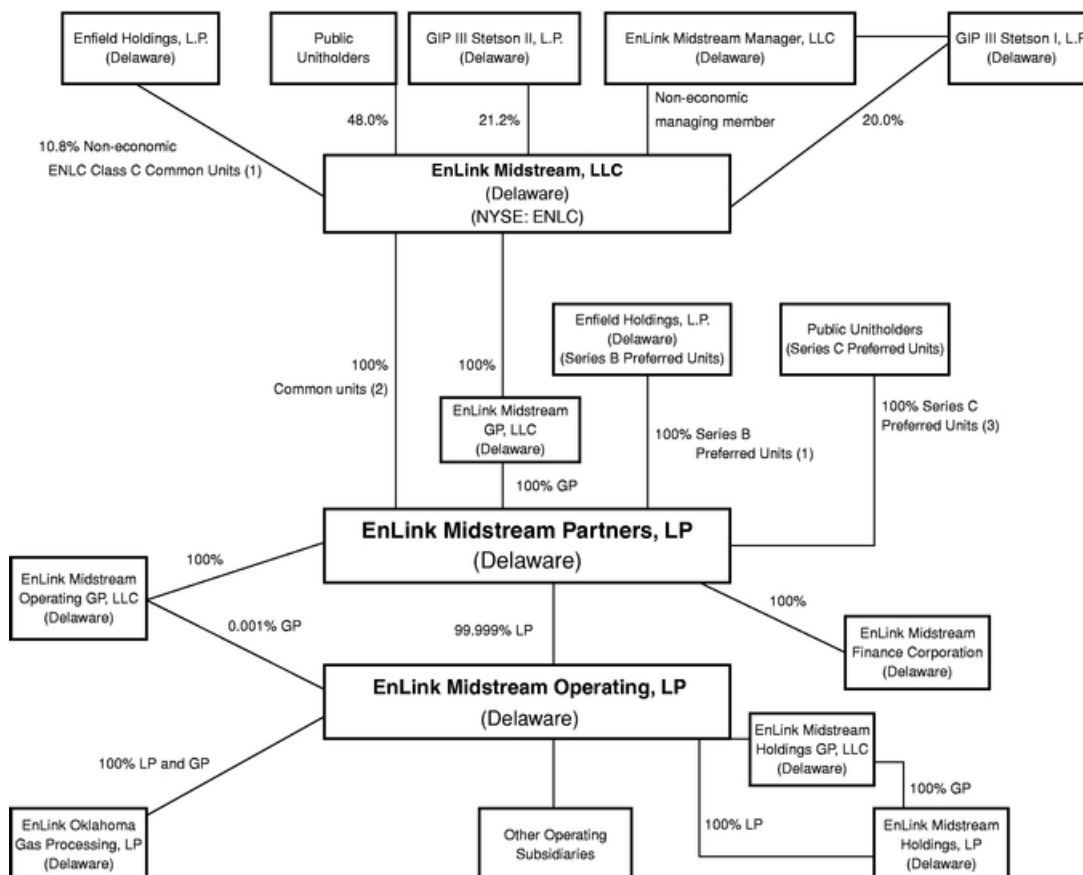 Enfield Holdings, L.P.
(Delaware)
Public
Unitholders
GIP III Stetson II, L.P.
(Delaware)
EnLink Midstream Manager, LLC
(Delaware)
GIP III Stetson I, L.P.
(Delaware)
10.8% Non-economic
ENLC Class C Common Units (1)
48.0%
21.2%
Non-economic
managing member
20.0%
EnLink Midstream, LLC
(Delaware)
(NYSE: ENLC)
100%
Common units (2)
100%
EnLink Midstream
GP, LLC
(Delaware)
100% GP
Enfield Holdings, L.P.
(Delaware)
(Series B Preferred Units)
100% Series B
Preferred Units (1)
Public Unitholders
(Series C Preferred Units)
100% Series C
Preferred Units (3)
EnLink Midstream Partners, LP
(Delaware)
100%
EnLink Midstream
Operating GP, LLC
(Delaware)
0.001% GP
99.999% LP
100%
EnLink Midstream
Finance Corporation
(Delaware)
EnLink Midstream Operating, LP
(Delaware)
100% LP and GP
EnLink Oklahoma
Gas Processing, LP
(Delaware)
Other Operating
Subsidiaries
100% LP
EnLink Midstream
Holdings GP, LLC
(Delaware)
100% GP
EnLink Midstream
Holdings, LP
(Delaware)